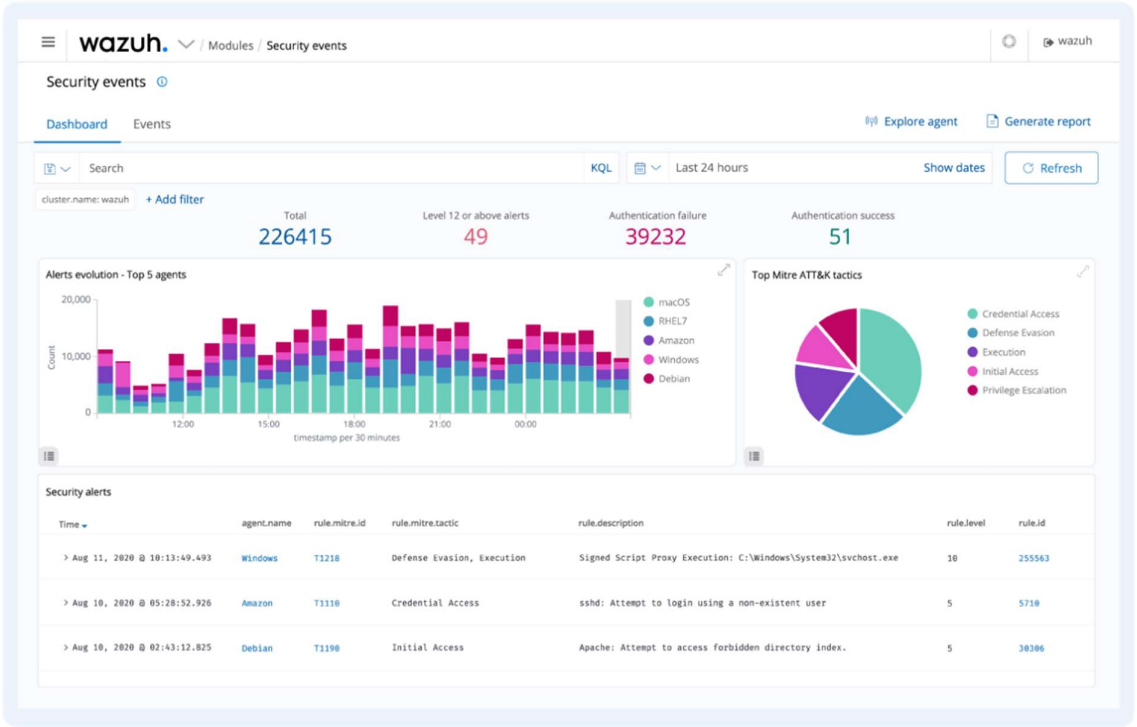 wazuh. / Modules / Security events
wazuh
Security events
Dashboard Events
Explore agent Generate report
Search KQL Last 24 hours Show dates Refresh
cluster.name: wazuh + Add filter
Total
226415
Level 12 or above alerts
49
Authentication failure
39232
Authentication success
51
Alerts evolution - Top 5 agents
20,000
10,000
0
Count
12:00 15:00 18:00 21:00 00:00
timestamp per 30 minutes
macOS
RHEL7
Amazon
Windows
Debian
Top Mitre ATT&K tactics
Credential Access
Defense Evasion
Execution
Initial Access
Privilege Escalation
Security alerts
Time agent.name rule.mitre.id rule.mitre.tactic rule.description rule.level rule.id
> Aug 11, 2020 @ 10:13:49.493 Windows T1218 Defense Evasion, Execution Signed Script Proxy Execution: C:\Windows\System32\svchost.exe 10 255563
> Aug 10, 2020 @ 05:28:52.926 Amazon T1110 Credential Access sshd: Attempt to login using a non-existent user 5 5710
> Aug 10, 2020 @ 02:43:12.825 Debian T1190 Initial Access Apache: Attempt to access forbidden directory index. 5 30306